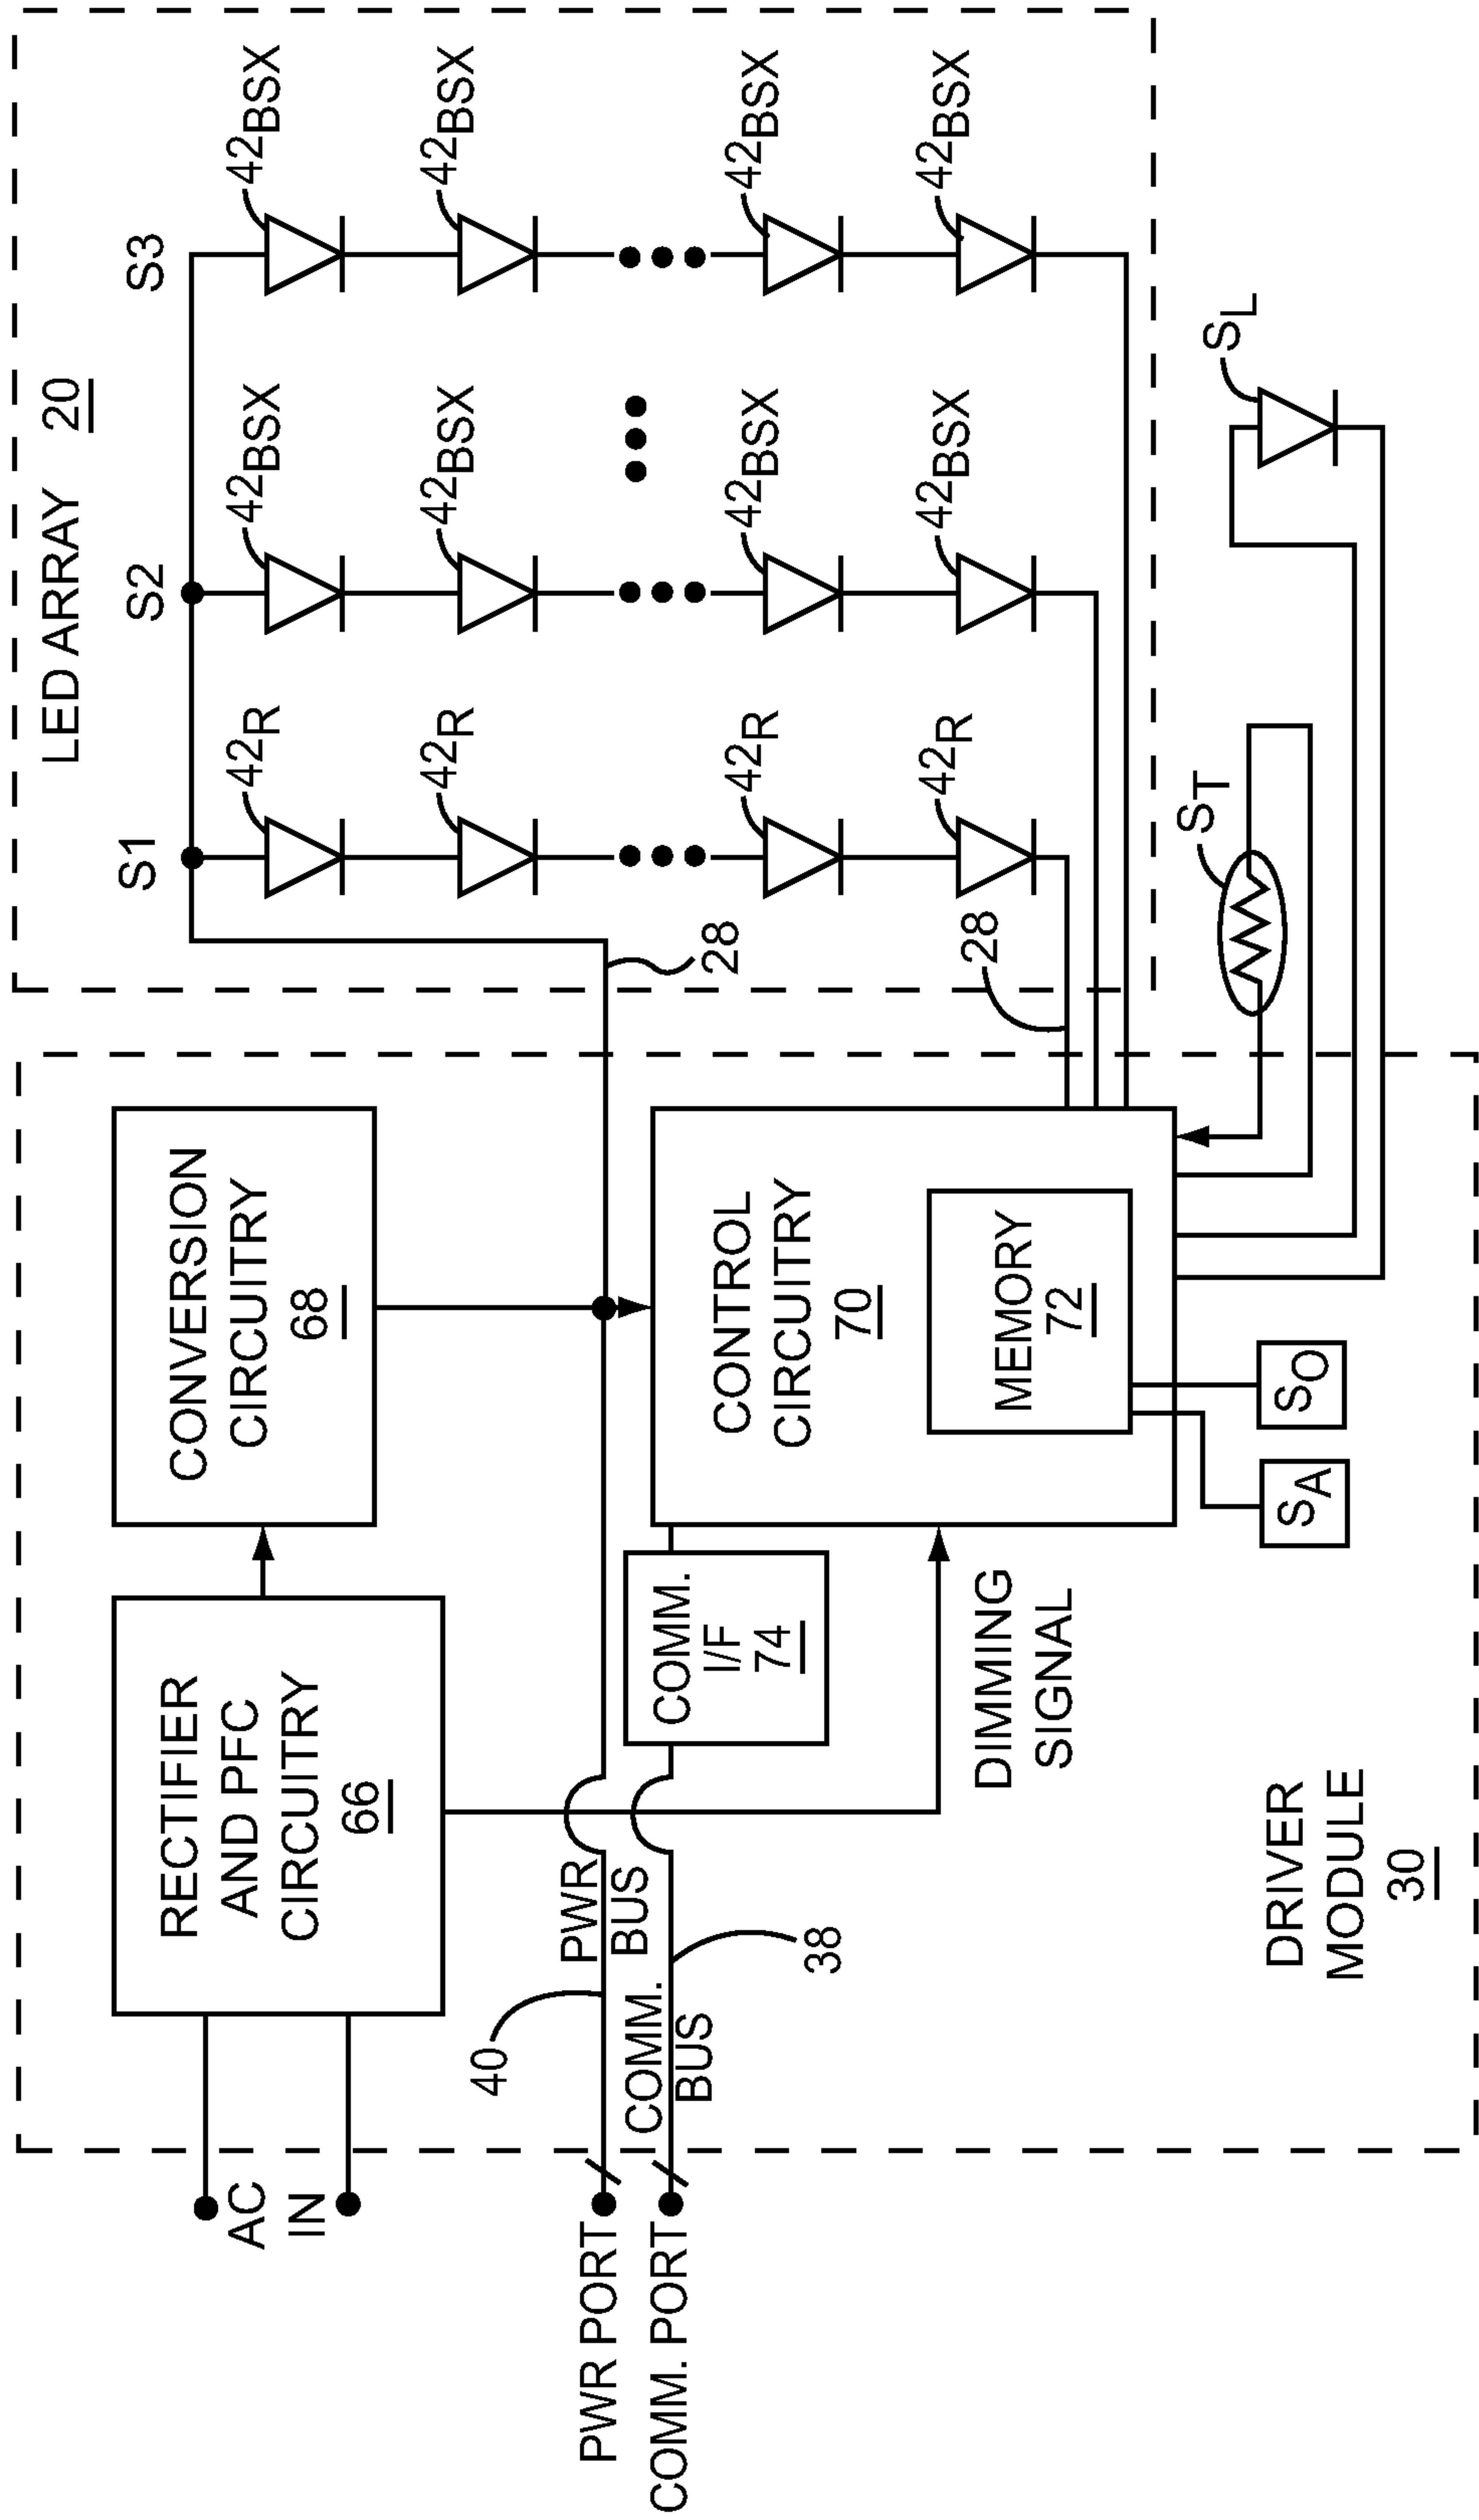 LED ARRAY 20
S1
S2
S3
42R
42BSX
42BSX
42R
42BSX
42BSX
42R
42BSX
42BSX
42R
42BSX
42BSX
28
28
ST
SL
AC
IN
RECTIFIER
AND PFC
CIRCUITRY
66
CONVERSION
CIRCUITRY
68
PWR PORT
COMM. PORT
40
PWR
BUS
COMM.
BUS
38
COMM.
I/F
74
CONTROL
CIRCUITRY
70
MEMORY
72
DIMMING
SIGNAL
SA
SO
DRIVER
MODULE
30